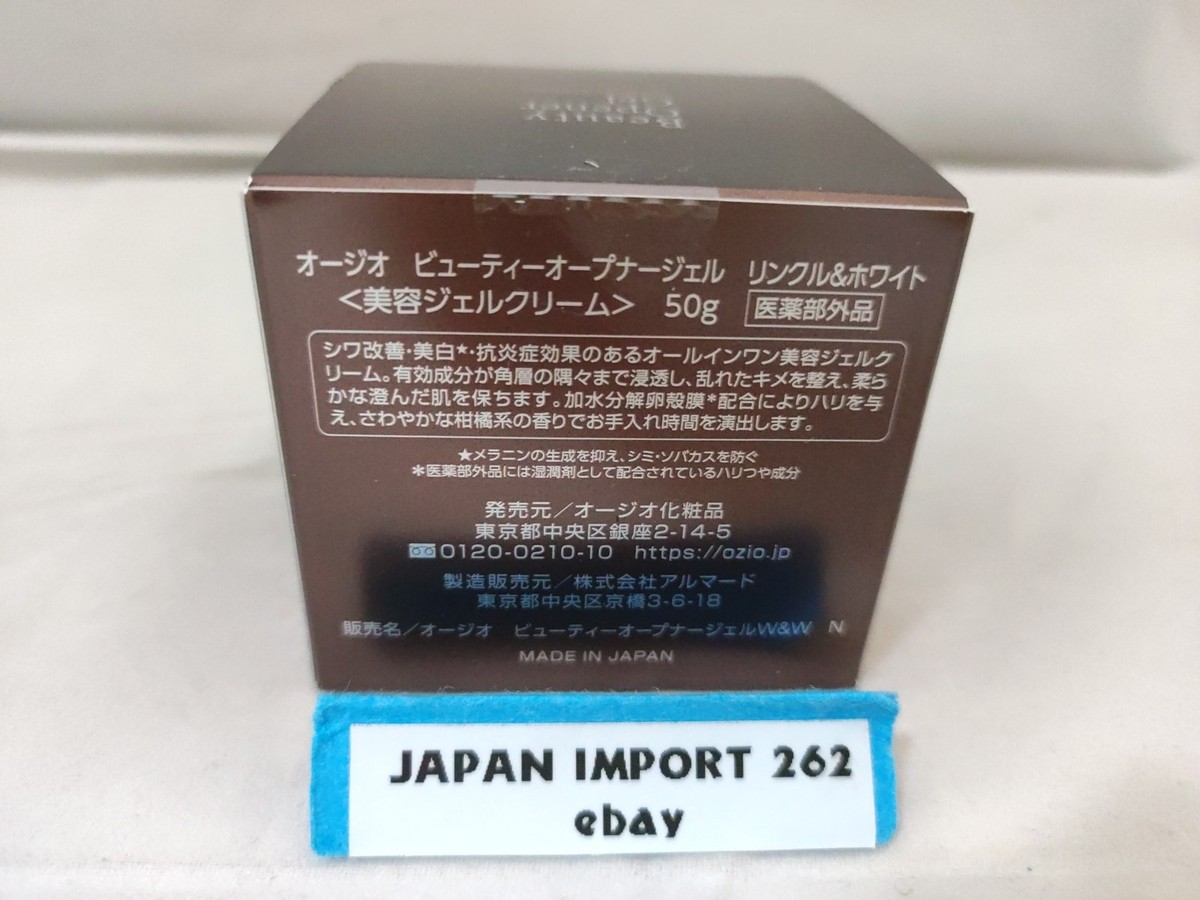 Beauty
Opener
Gel
オージオ ビューティーオープナージェル リンクル&ホワイト
<美容ジェルクリーム> 50g 医薬部外品
シワ改善・美白★・抗炎症効果のあるオールインワン美容ジェルク
リーム。有効成分が角層の隅々まで浸透し、乱れたキメを整え、柔ら
かな澄んだ肌を保ちます。加水分解卵殻膜*配合によりハリを与
え、さわやかな柑橘系の香りでお手入れ時間を演出します。
★メラニンの生成を抑え、シミ・ソバカスを防ぐ
*医薬部外品には湿潤剤として配合されているハリつや成分
発売元/オージオ化粧品
東京都中央区銀座2-14-5
0120-0210-10 https://ozio.jp
製造販売元/株式会社アルマード
東京都中央区京橋3-6-18
販売名/オージオ ビューティーオープナージェルW&W N
MADE IN JAPAN
JAPAN IMPORT 262
ebay